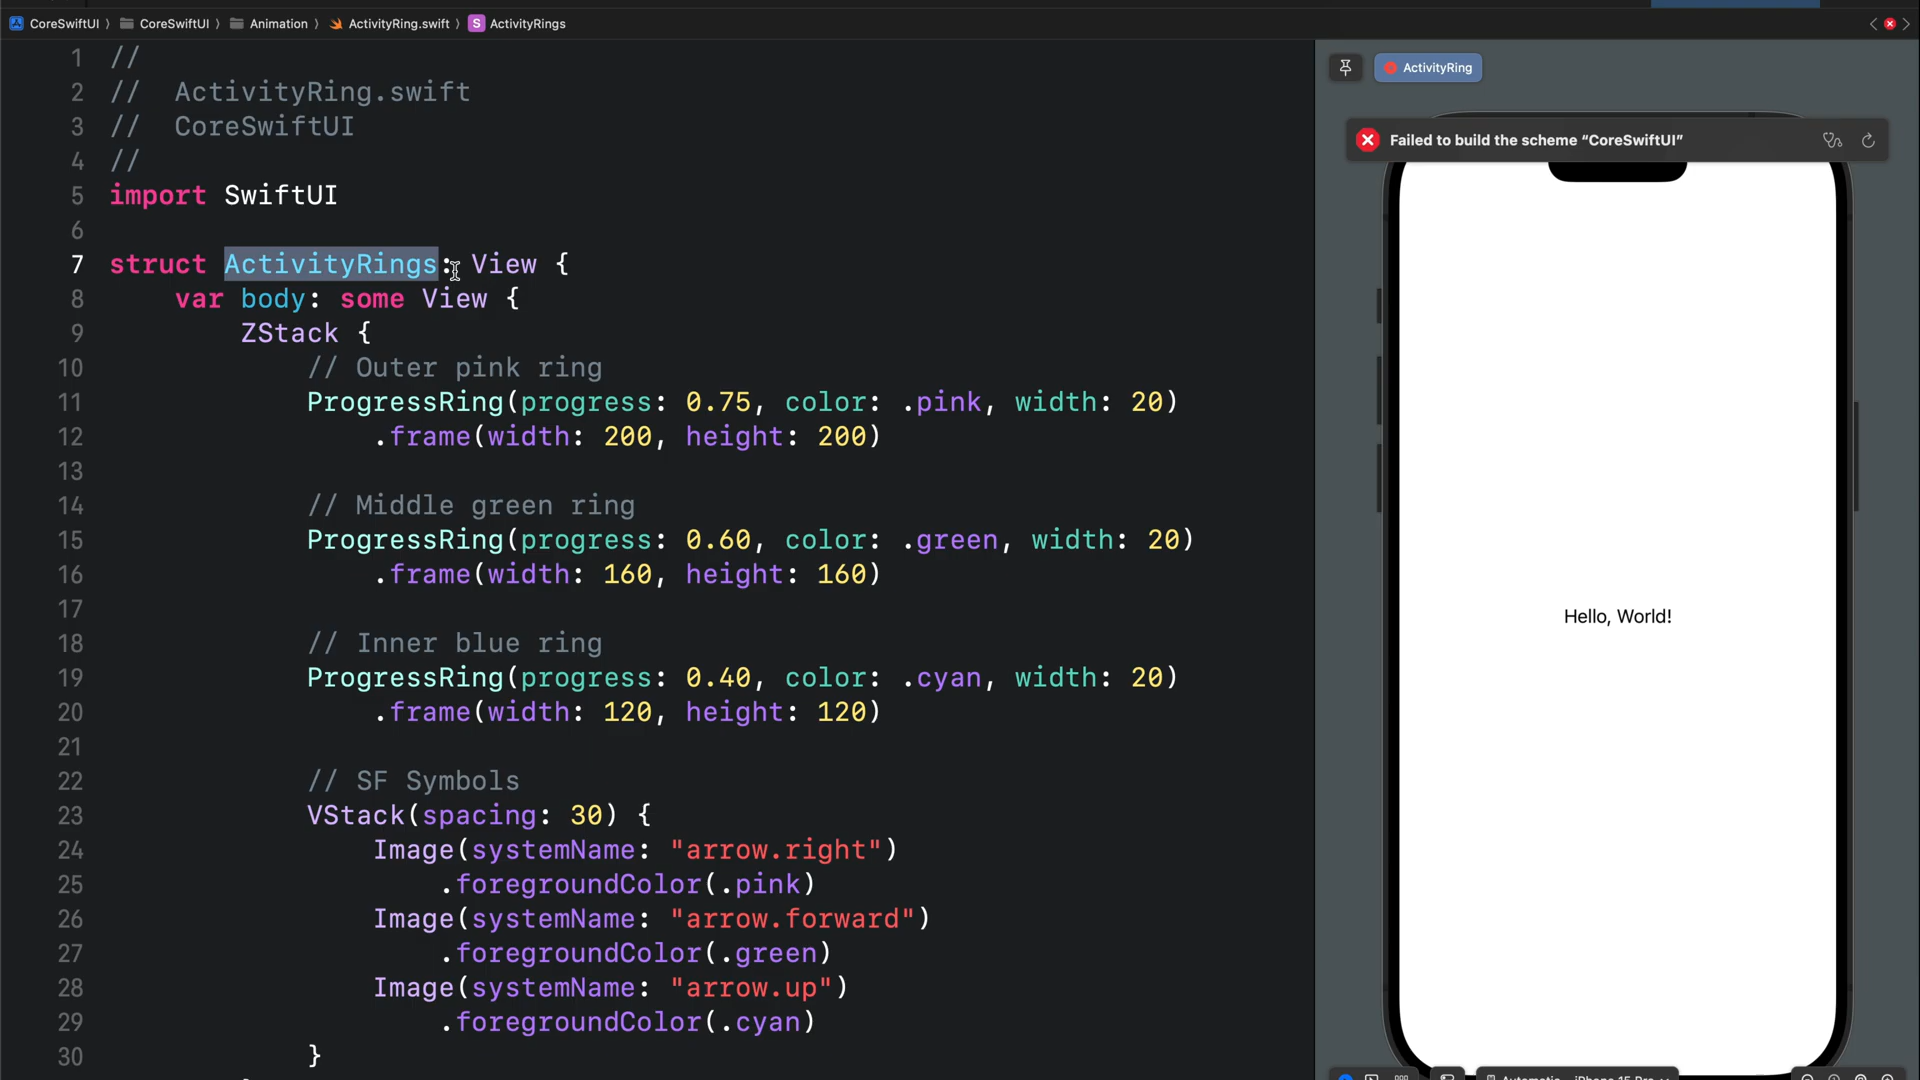 CoreSwiftUI 〉 CoreSwiftUI 〉 Animation 〉 ActivityRing.swift 〉 S ActivityRings
1 //
2 //  ActivityRing.swift
3 //  CoreSwiftUI
4 //
5 import SwiftUI
6
7 struct ActivityRings: View {
8     var body: some View {
9         ZStack {
10             // Outer pink ring
11             ProgressRing(progress: 0.75, color: .pink, width: 20)
12                 .frame(width: 200, height: 200)
13
14             // Middle green ring
15             ProgressRing(progress: 0.60, color: .green, width: 20)
16                 .frame(width: 160, height: 160)
17
18             // Inner blue ring
19             ProgressRing(progress: 0.40, color: .cyan, width: 20)
20                 .frame(width: 120, height: 120)
21
22             // SF Symbols
23             VStack(spacing: 30) {
24                 Image(systemName: "arrow.right")
25                     .foregroundColor(.pink)
26                 Image(systemName: "arrow.forward")
27                     .foregroundColor(.green)
28                 Image(systemName: "arrow.up")
29                     .foregroundColor(.cyan)
30             }
ActivityRing
Failed to build the scheme “CoreSwiftUI”
Hello, World!
Automatic – iPhone 15 Pro